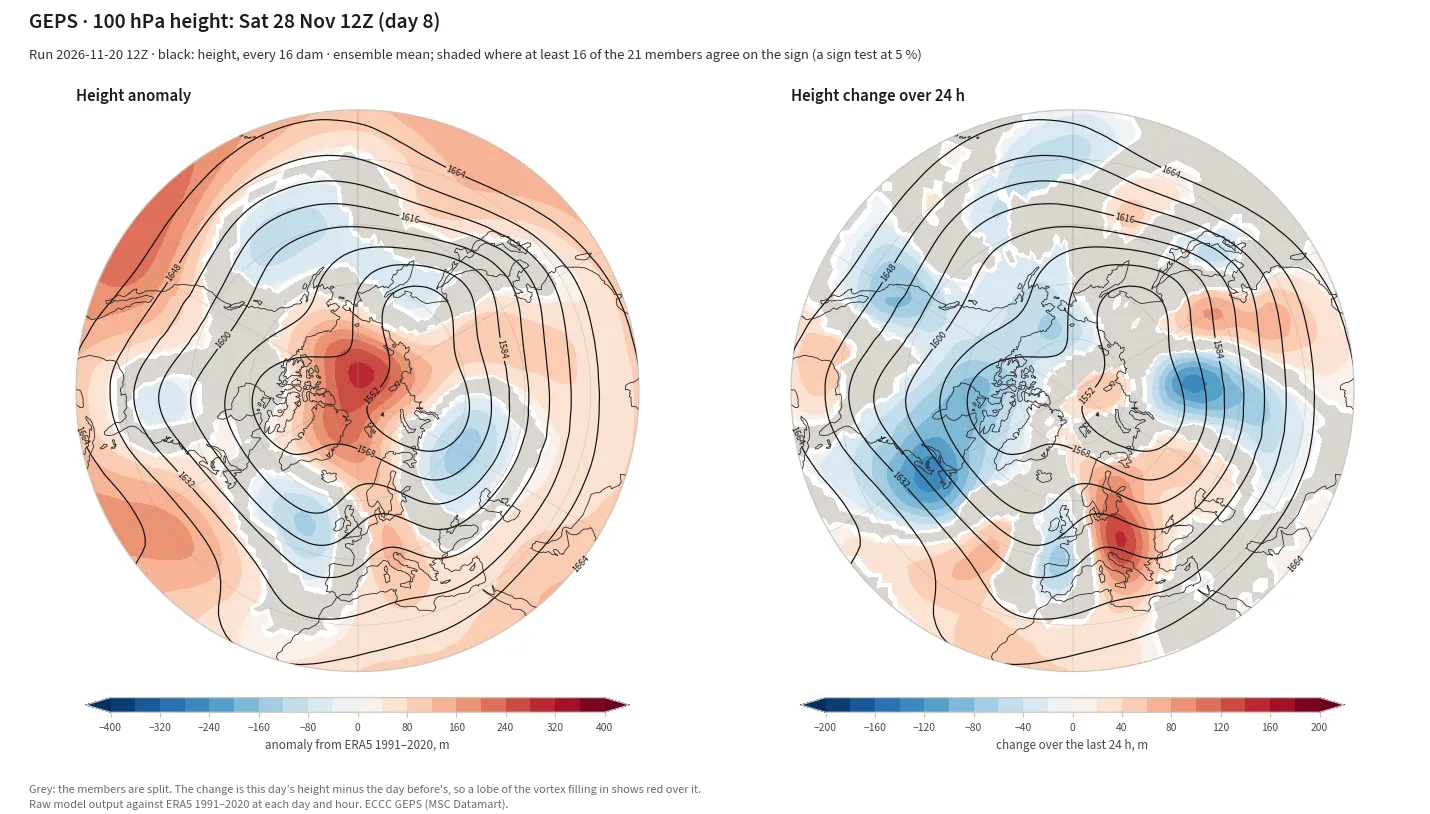 GEPS · 100 hPa height: Sat 28 Nov 12Z (day 8)
Run 2026-11-20 12Z · black: height, every 16 dam · ensemble mean; shaded where at least 16 of the 21 members agree on the sign (a sign test at 5 %)
Height anomaly
Height change over 24 h
1664
1616
1648
1600
1584
1552
1568
1632
1664
1664
1664
1616
1648
1600
1584
1552
1568
1632
1664
1664
−400 −320 −240 −160 −80 0 80 160 240 320 400
anomaly from ERA5 1991–2020, m
−200 −160 −120 −80 −40 0 40 80 120 160 200
change over the last 24 h, m
Grey: the members are split. The change is this day's height minus the day before's, so a lobe of the vortex filling in shows red over it.
Raw model output against ERA5 1991–2020 at each day and hour. ECCC GEPS (MSC Datamart).